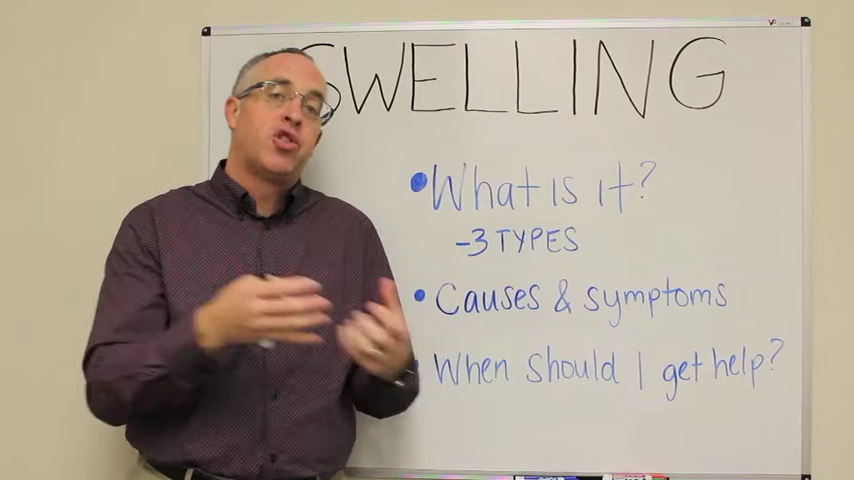 SWELLING
•What is it?
-3 TYPES
•Causes & symptoms
•When should I get help?